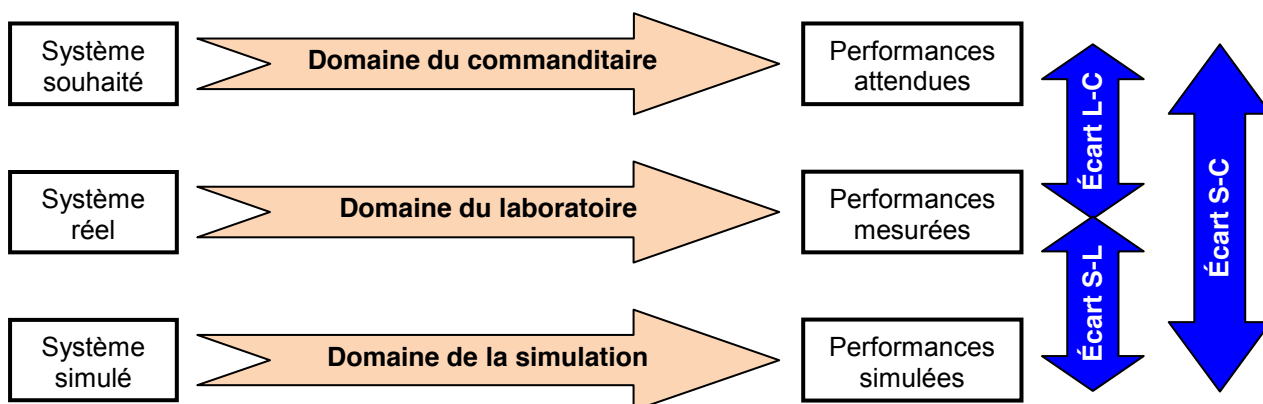 Système
souhaité
Domaine du commanditaire
Performances
attendues
Écart L-C
Écart S-C
Système
réel
Domaine du laboratoire
Performances
mesurées
Écart S-L
Système
simulé
Domaine de la simulation
Performances
simulées